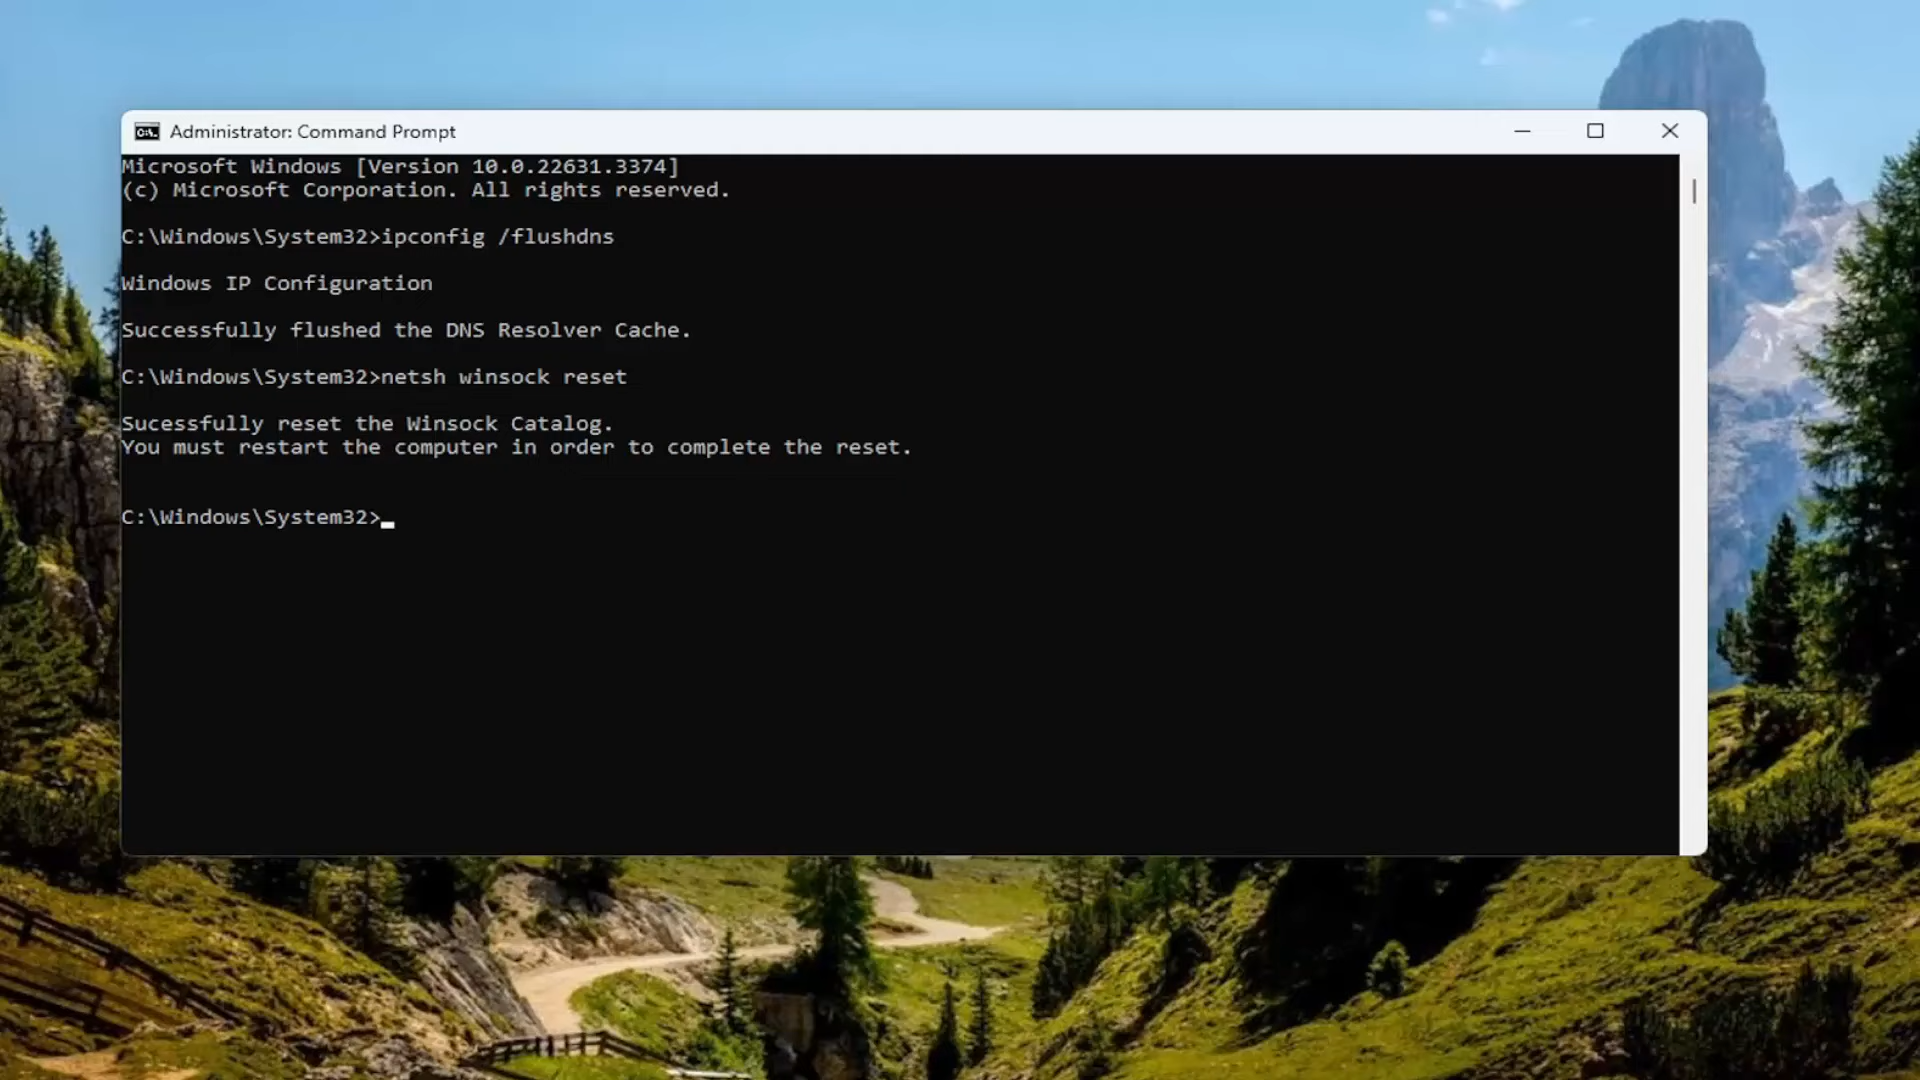 Administrator: Command Prompt
Microsoft Windows [Version 10.0.22631.3374]
(c) Microsoft Corporation. All rights reserved.
C:\Windows\System32>ipconfig /flushdns
Windows IP Configuration
Successfully flushed the DNS Resolver Cache.
C:\Windows\System32>netsh winsock reset
Sucessfully reset the Winsock Catalog.
You must restart the computer in order to complete the reset.
C:\Windows\System32>